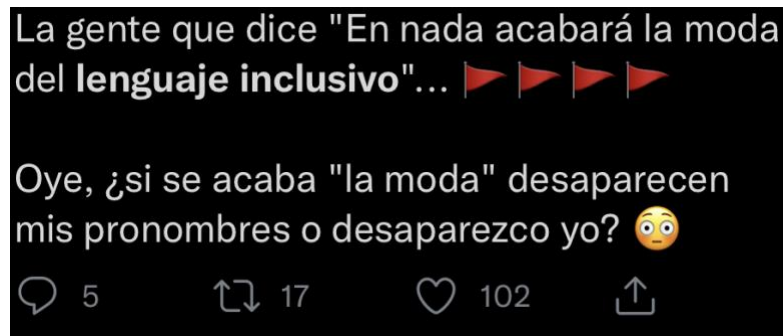 La gente que dice "En nada acabará la moda
del lenguaje inclusivo"... 🚩 🚩 🚩 🚩
Oye, ¿si se acaba "la moda" desaparecen
mis pronombres o desaparezco yo? 😳
5 17 102